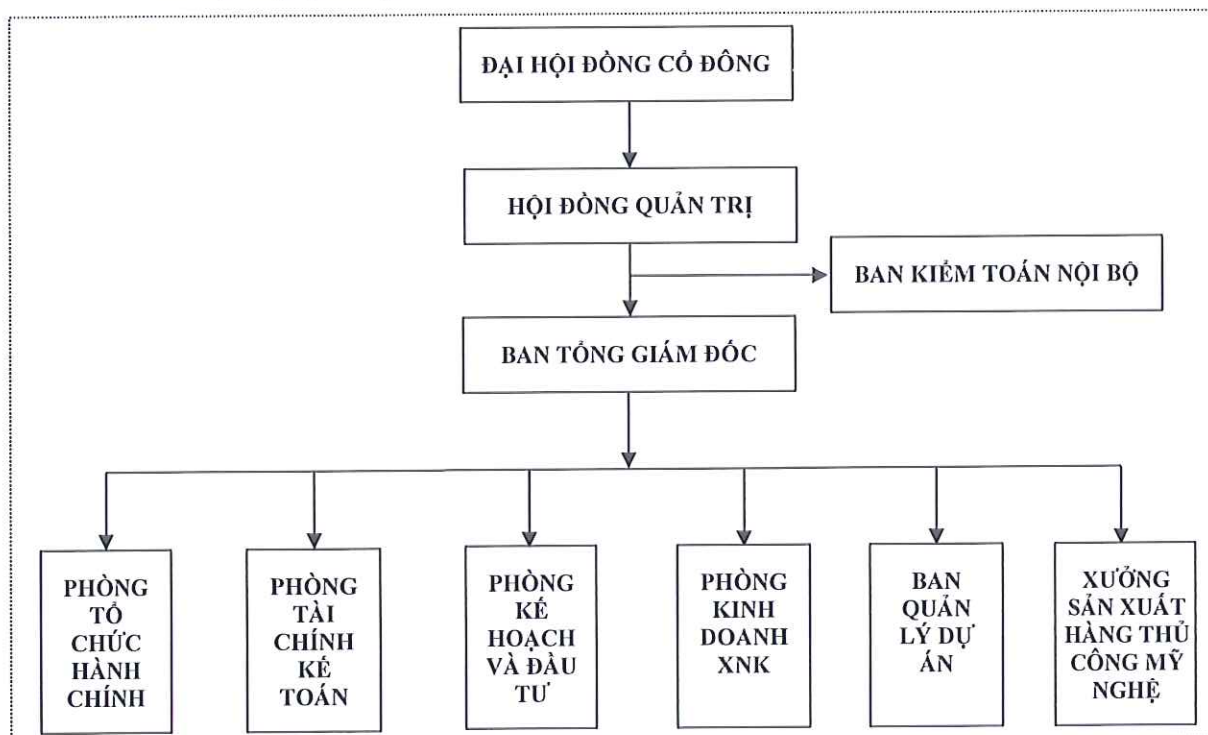 ĐẠI HỘI ĐỒNG CỔ ĐÔNG
HỘI ĐỒNG QUẢN TRỊ
BAN KIỂM TOÁN NỘI BỘ
BAN TỔNG GIÁM ĐỐC
PHÒNG
TỔ
CHỨC
HÀNH
CHÍNH
PHÒNG
TÀI
CHÍNH
KẾ
TOÁN
PHÒNG
KẾ
HOẠCH
VÀ ĐẦU
TƯ
PHÒNG
KINH
DOANH
XNK
BAN
QUẢN
LÝ DỰ
ÁN
XƯỞNG
SẢN XUẤT
HÀNG THỦ
CÔNG MỸ
NGHỆ